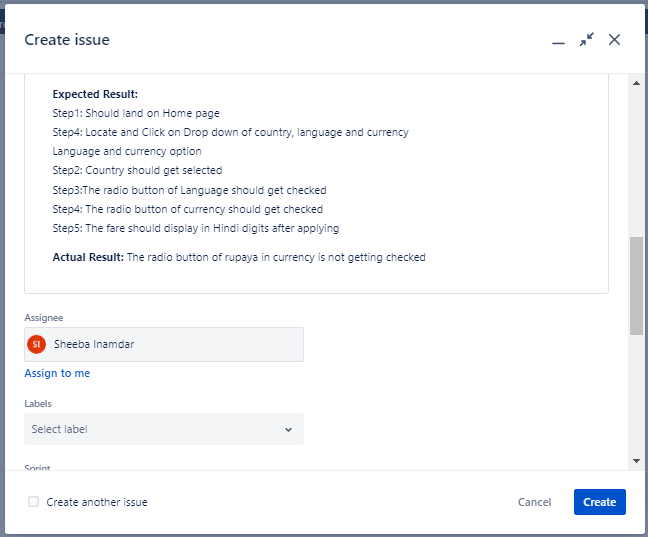 Create issue
Expected Result:
Step1: Should land on Home page
Step4: Locate and Click on Drop down of country, language and currency
Language and currency option
Step2: Country should get selected
Step3:The radio button of Language should get checked
Step4: The radio button of currency should get checked
Step5: The fare should display in Hindi digits after applying
Actual Result: The radio button of rupaya in currency is not getting checked
Assignee
SI Sheeba Inamdar
Assign to me
Labels
Select label
Sprint
Create another issue
Cancel
Create